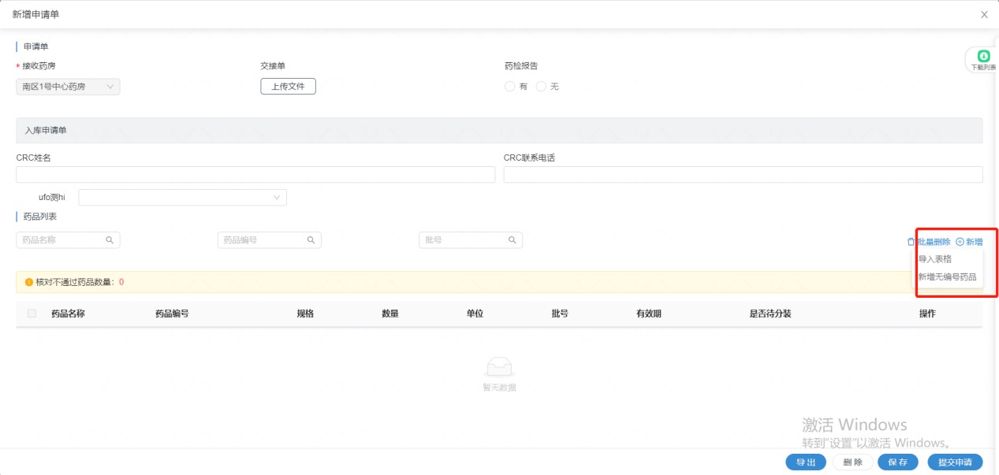 新增申请单 X
申请单
* 接收药房 交接单 药检报告
下载列表
南区1号中心药房 上传文件 有 无
入库申请单
CRC姓名 CRC联系电话
ufo测hi
药品列表
药品名称 药品编号 批号 批量删除 新增
导入表格
新增无编号药品
核对不通过药品数量：0
药品名称 药品编号 规格 数量 单位 批号 有效期 是否待分装 操作
暂无数据
激活 Windows
转到"设置"以激活 Windows。
导出 删除 保存 提交申请